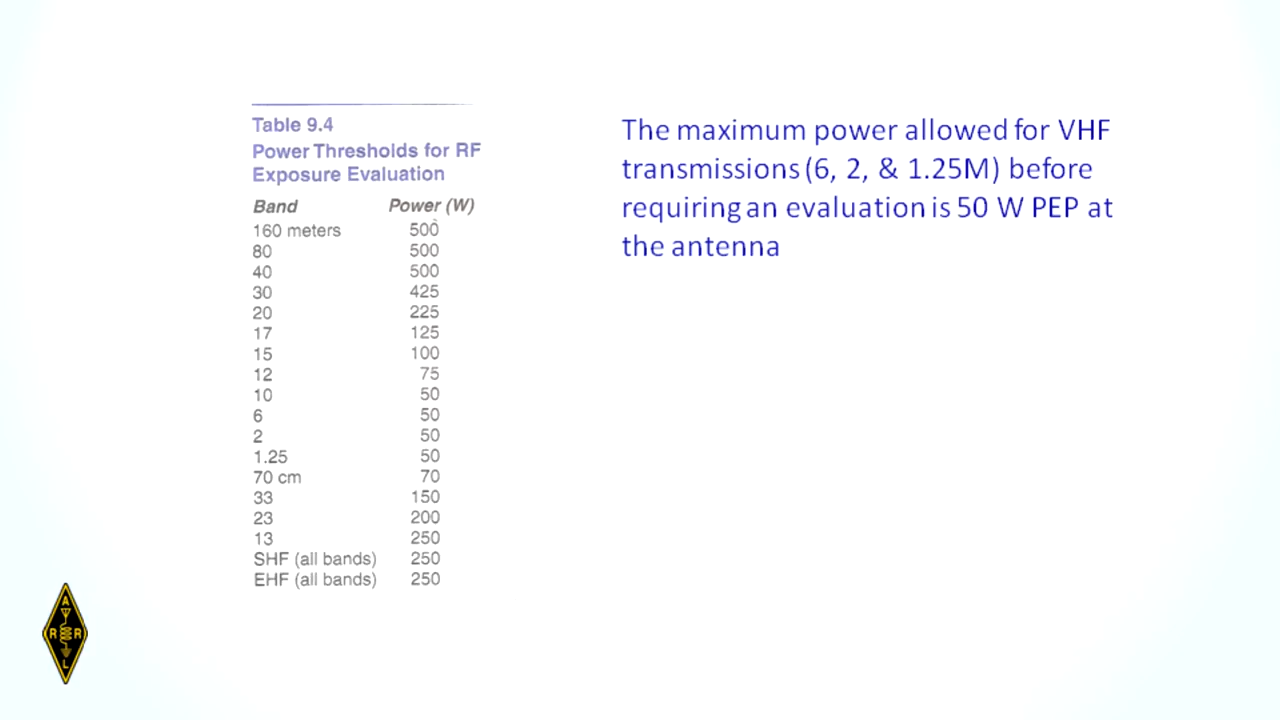 Table 9.4
Power Thresholds for RF
Exposure Evaluation
Band Power (W)
160 meters 500
80 500
40 500
30 425
20 225
17 125
15 100
12 75
10 50
6 50
2 50
1.25 50
70 cm 70
33 150
23 200
13 250
SHF (all bands) 250
EHF (all bands) 250
The maximum power allowed for VHF
transmissions (6, 2, & 1.25M) before
requiring an evaluation is 50 W PEP at
the antenna
A
R R
L